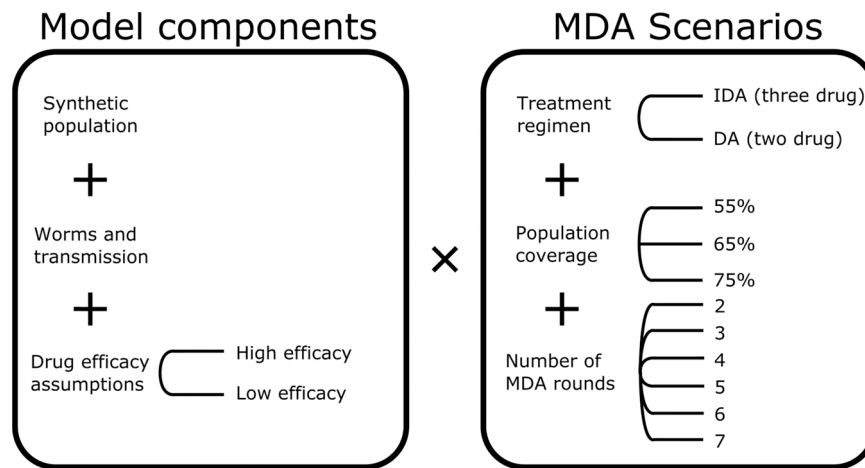 Model components
Synthetic
population
+
Worms and
transmission
+
Drug efficacy
assumptions
High efficacy
Low efficacy
×
MDA Scenarios
Treatment
regimen
IDA (three drug)
DA (two drug)
+
Population
coverage
55%
65%
75%
+
Number of
MDA rounds
2
3
4
5
6
7